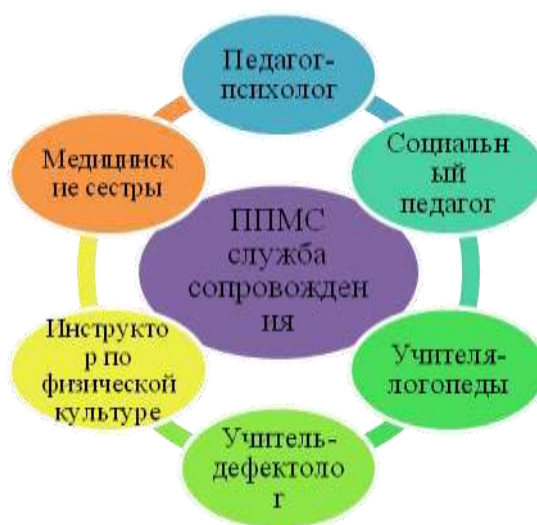 Педагог-
психолог
Социальн
ый
педагог
Учителя-
логопеды
Учитель-
дефектоло
г
Инструкто
р по
физической
культуре
Медицинск
ие сестры
ППМС
служба
сопровожден
ия